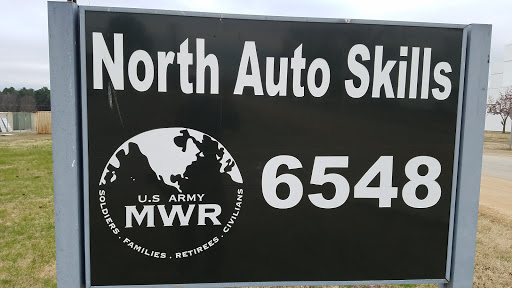 North Auto Skills
6548
U.S. ARMY
MWR
SOLDIERS . FAMILIES . RETIREES . CIVILIANS